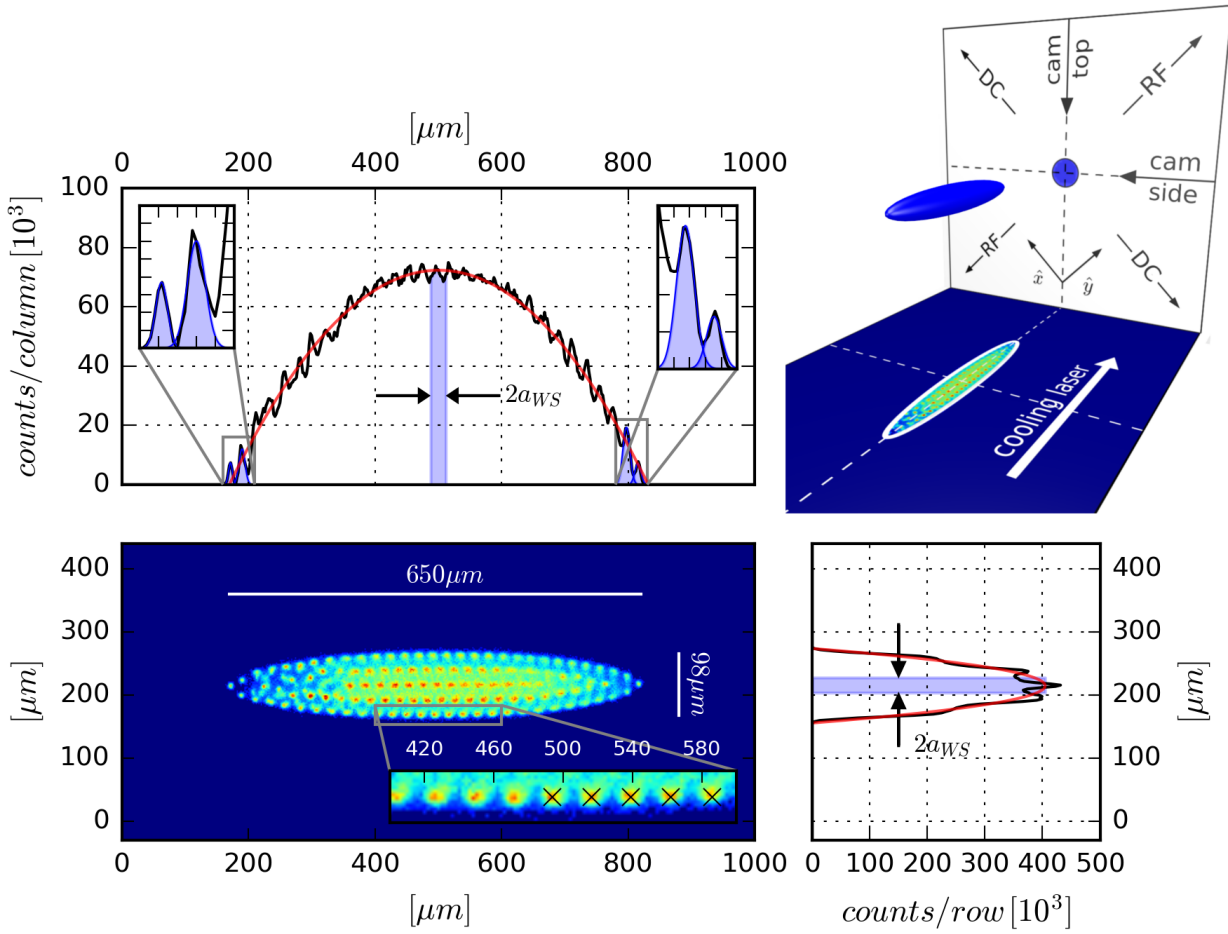 [μm]
0 200 400 600 800 1000
counts/column [10³]
100
80
60
40
20
0
2a_WS
cam
top
DC
RF
cam
side
RF
x̂
ŷ
DC
cooling laser
[μm]
400
300
200
100
0
650μm
98μm
420 460 500 540 580
0 200 400 600 800 1000
[μm]
2a_WS
400
300
200
100
0
[μm]
0 100 200 300 400 500
counts/row [10³]